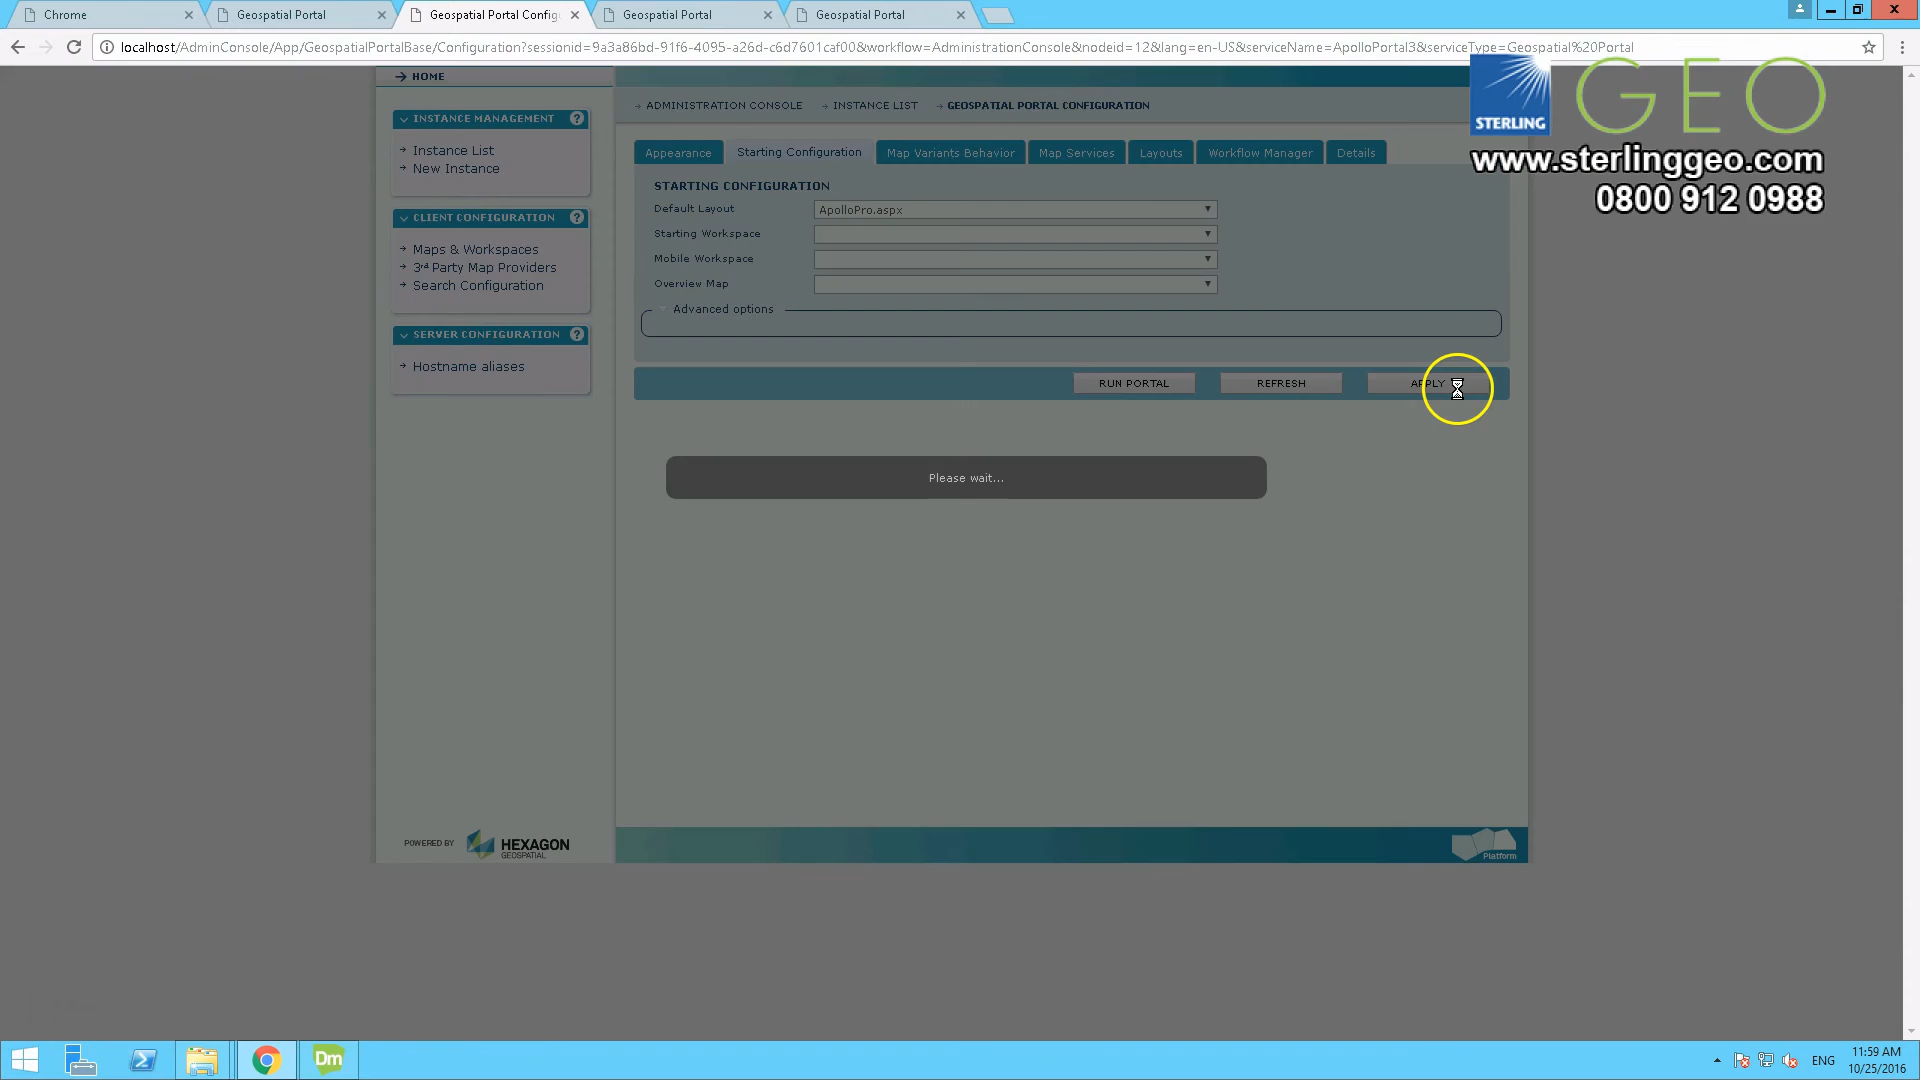 Chrome
Geospatial Portal
Geospatial Portal Config
Geospatial Portal
Geospatial Portal
localhost/AdminConsole/App/GeospatialPortalBase/Configuration?sessionid=9a3a86bd-91f6-4095-a26d-c6d7601caf00&workflow=AdministrationConsole&nodeid=12&lang=en-US&serviceName=ApolloPortal3&serviceType=Geospatial%20Portal
HOME
ADMINISTRATION CONSOLE
INSTANCE LIST
GEOSPATIAL PORTAL CONFIGURATION
STERLING
GEO
www.sterlinggeo.com
0800 912 0988
INSTANCE MANAGEMENT ?
Instance List
New Instance
CLIENT CONFIGURATION ?
Maps & Workspaces
3rd Party Map Providers
Search Configuration
SERVER CONFIGURATION ?
Hostname aliases
Appearance
Starting Configuration
Map Variants Behavior
Map Services
Layouts
Workflow Manager
Details
STARTING CONFIGURATION
Default Layout
ApolloPro.aspx
Starting Workspace
Mobile Workspace
Overview Map
Advanced options
RUN PORTAL
REFRESH
APPLY
Please wait...
POWERED BY
HEXAGON
GEOSPATIAL
Platform
Dm
ENG
11:59 AM
10/25/2016